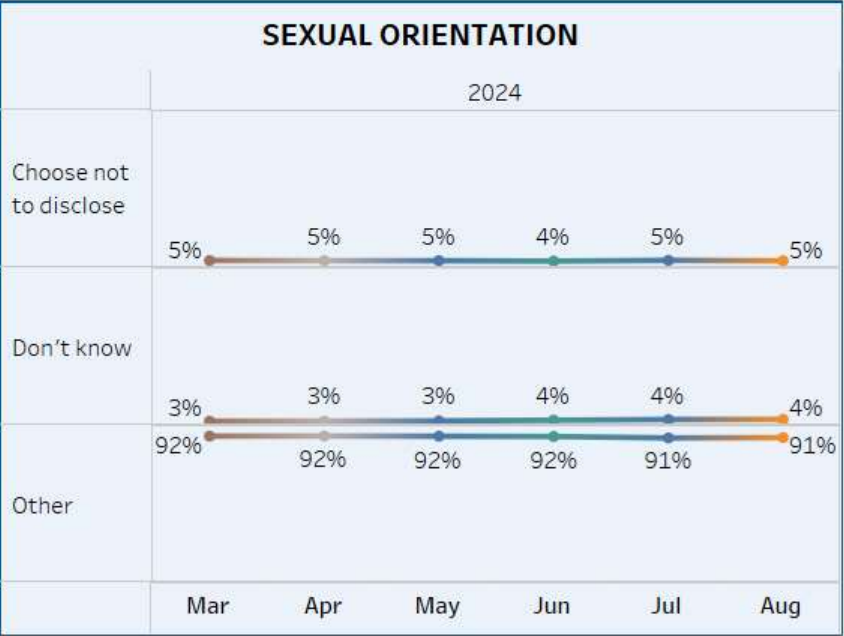 SEXUAL ORIENTATION
2024
Choose not
to disclose
5% 5% 5% 4% 5% 5%
Don't know
3% 3% 3% 4% 4% 4%
Other
92% 92% 92% 92% 91% 91%
Mar Apr May Jun Jul Aug